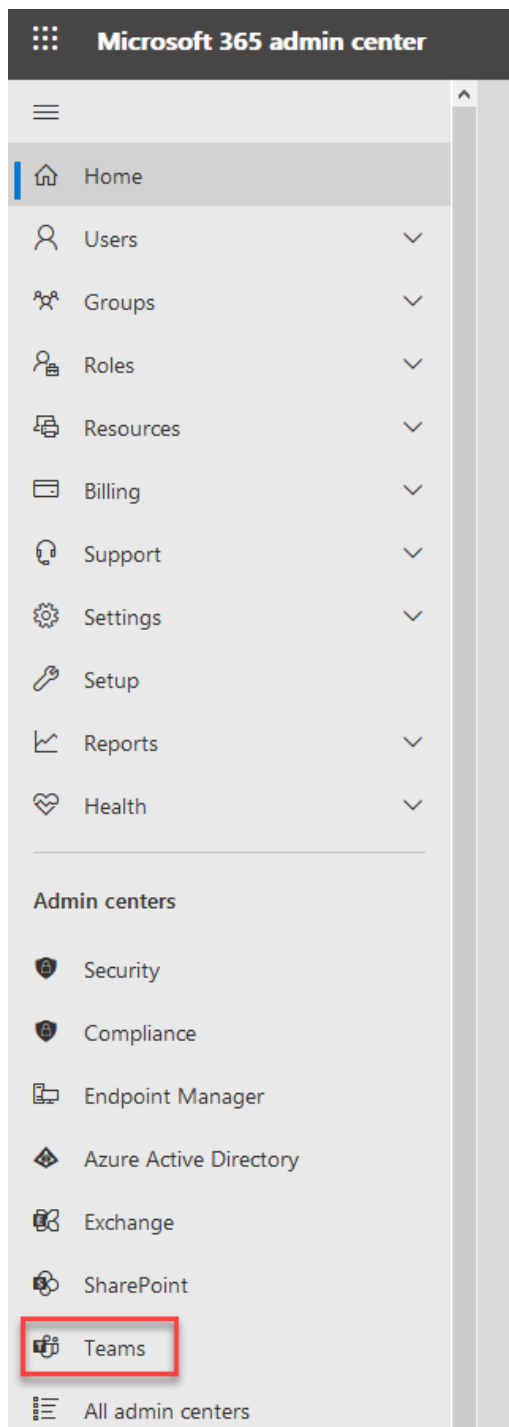 Microsoft 365 admin center
Home
Users
Groups
Roles
Resources
Billing
Support
Settings
Setup
Reports
Health
Admin centers
Security
Compliance
Endpoint Manager
Azure Active Directory
Exchange
SharePoint
Teams
All admin centers